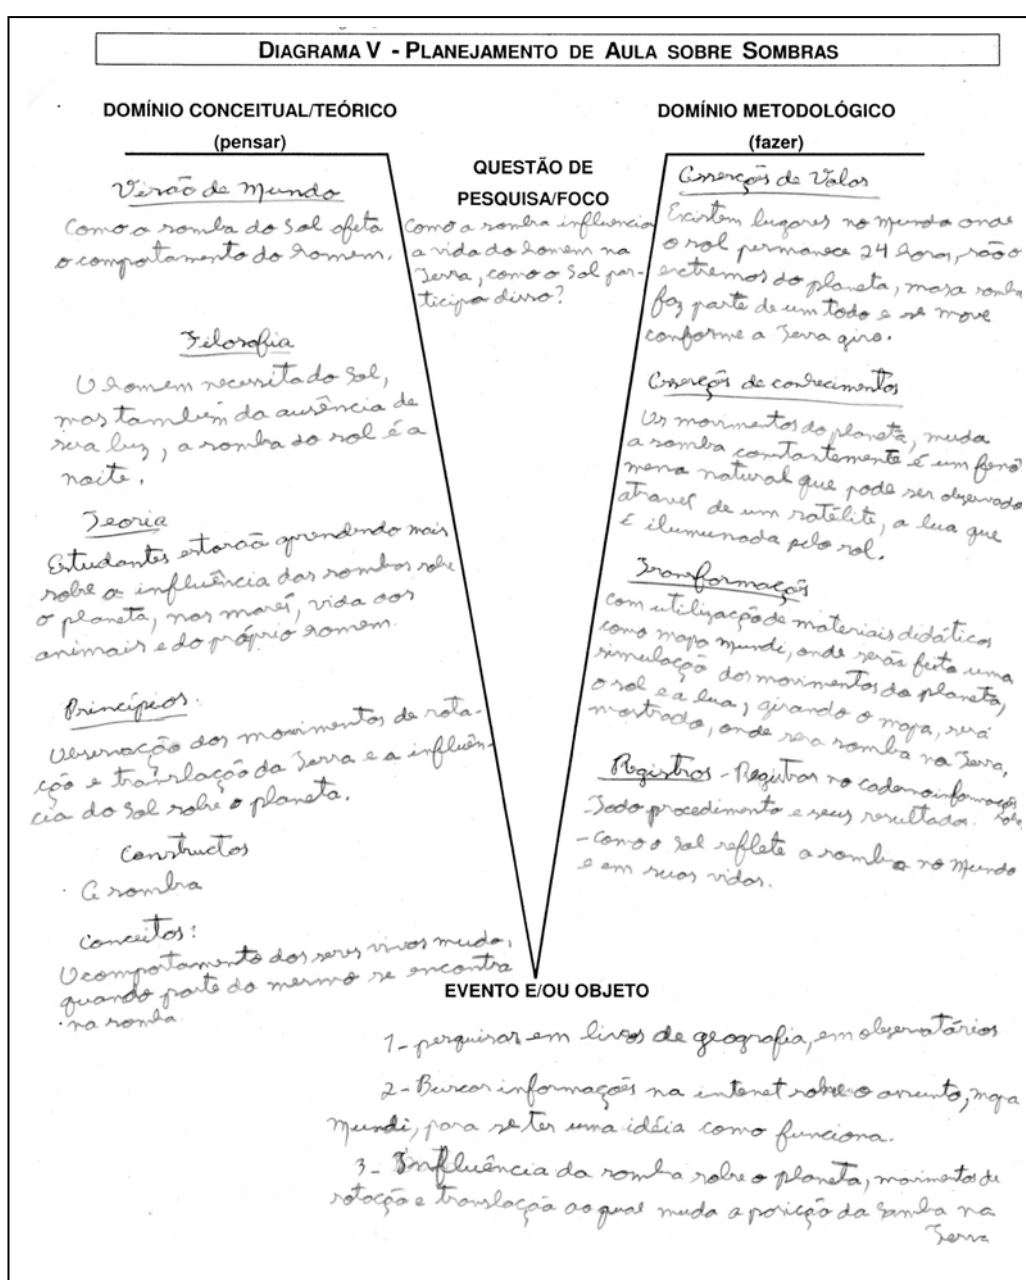 DIAGRAMA V - PLANEJAMENTO DE AULA SOBRE SOMBRAS
DOMÍNIO CONCEITUAL/TEÓRICO
(pensar)
Visão de Mundo
Como a sombra do Sol afeta
o comportamento do homem.
Filosofia
O homem necessita do Sol,
mas também da ausência de
sua luz, a sombra do sol é a
noite.
Teoria
Estudantes estarão aprendendo mais
sobre a influência das sombras sobre
o planeta, nas marés, vida dos
animais e do próprio homem.
Princípios:
Observação dos movimentos de rota-
ção e translação da Terra e a influên-
cia do Sol sobre o planeta.
Constructos
A sombra
Conceitos:
O comportamento dos seres vivos muda,
quando parte do mesmo se encontra
na sombra
QUESTÃO DE
PESQUISA/FOCO
Como a sombra influencia
a vida do homem na
Terra, como o Sol par-
ticipa disso?
DOMÍNIO METODOLÓGICO
(fazer)
Asserções de Valor
Existem lugares no mundo onde
o sol permanece 24 horas, são o
extremos do planeta, mas a sombra
faz parte de um todo e se move
conforme a Terra gira.
Asserções de conhecimentos
Os movimentos do planeta, muda
a sombra constantemente é um fenô
meno natural que pode ser observado
através de um satélite, a lua que
é ilumunada pelo sol.
Transformações
com utilização de materiais didáticos
como mapa mundi, onde será feita uma
simulação dos movimentos do planeta,
o sol e a lua, girando o mapa, será
mostrado, onde será sombra na Terra.
Registros - Registrar no caderno informações
sobre
-Todo procedimento e seus resultados.
-como o Sol reflete a sombra no Mundo
e em suas vidas.
EVENTO E/OU OBJETO
1- pesquisar em livros de geografia, em observatórios
2- Buscar informações na intenet sobre o assunto, mapa
Mundi, para se ter uma idéia como funciona.
3- Influência da sombra sobre o planeta, movimentos de
rotação e translação ao qual muda a posição da sombra na
Terra